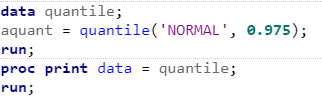 data quantile;
aquant = quantile('NORMAL', 0.975);
run;
proc print data = quantile;
run;